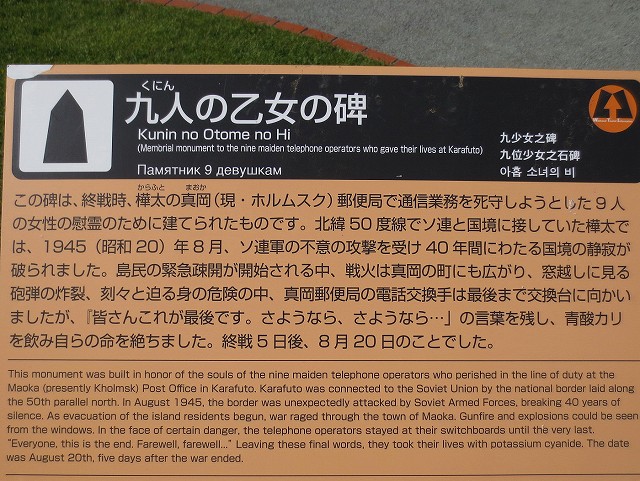 くにん
九人の乙女の碑
Kunin no Otome no Hi
(Memorial monument to the nine maiden telephone operators who gave their lives at Karafuto)
Памятник 9 девушкам
九少女之碑
九位少女之石碑
아홉 소녀의 비
からふと まおか
この碑は、終戦時、樺太の真岡（現・ホルムスク）郵便局で通信業務を死守しようとした9人
の女性の慰霊のために建てられたものです。北緯50度線でソ連と国境に接していた樺太で
は、1945（昭和20）年8月、ソ連軍の不意の攻撃を受け40年間にわたる国境の静寂が
破られました。島民の緊急疎開が開始される中、戦火は真岡の町にも広がり、窓越しに見る
砲弾の炸裂、刻々と迫る身の危険の中、真岡郵便局の電話交換手は最後まで交換台に向かい
ましたが、『皆さんこれが最後です。さようなら、さようなら…」の言葉を残し、青酸カリ
を飲み自らの命を絶ちました。終戦5日後、8月20日のことでした。
This monument was built in honor of the souls of the nine maiden telephone operators who perished in the line of duty at the
Maoka (presently Kholmsk) Post Office in Karafuto. Karafuto was connected to the Soviet Union by the national border laid along
the 50th parallel north. In August 1945, the border was unexpectedly attacked by Soviet Armed Forces, breaking 40 years of
silence. As evacuation of the island residents begun, war raged through the town of Maoka. Gunfire and explosions could be seen
from the windows. In the face of certain danger, the telephone operators stayed at their switchboards until the very last.
"Everyone, this is the end. Farewell, farewell..." Leaving these final words, they took their lives with potassium cyanide. The date
was August 20th, five days after the war ended.